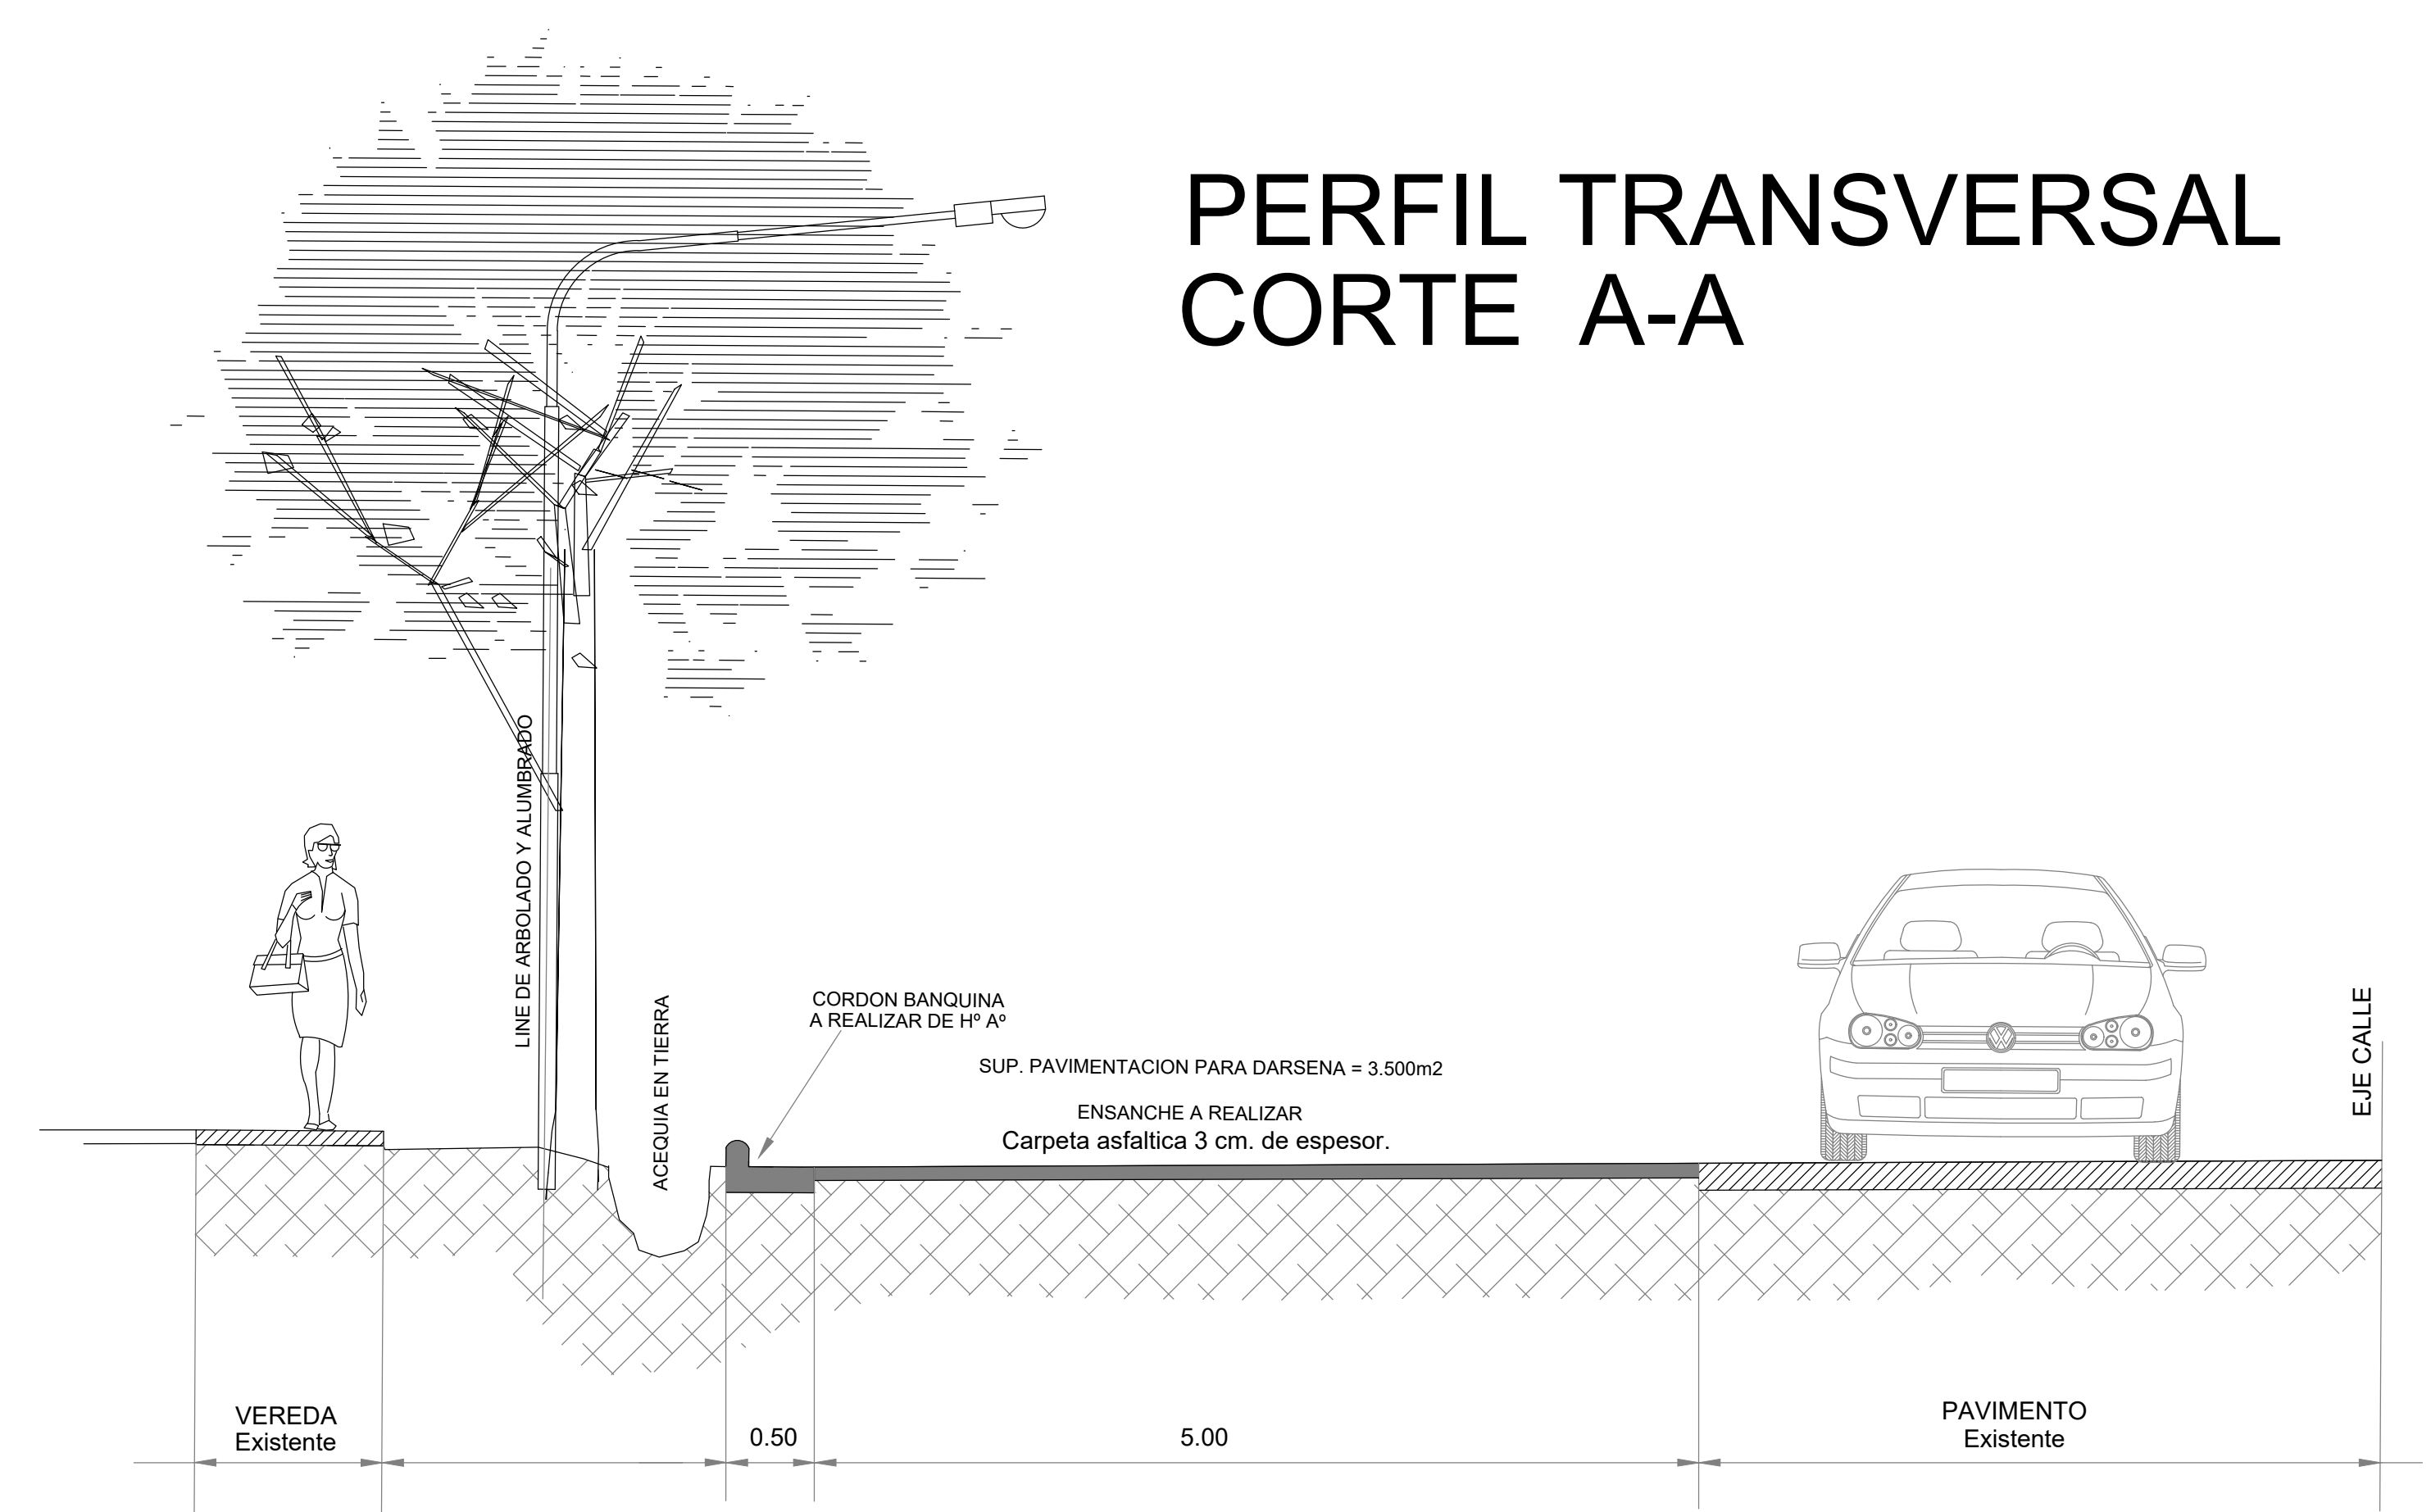 PERFIL TRANSVERSAL
CORTE A-A
LINE DE ARBOLADO Y ALUMBRADO
ACEQUIA EN TIERRA
CORDON BANQUINA
A REALIZAR DE Hº Aº
SUP. PAVIMENTACION PARA DARSENA = 3.500m2
ENSANCHE A REALIZAR
Carpeta asfaltica 3 cm. de espesor.
EJE CALLE
VEREDA
Existente
0.50
5.00
PAVIMENTO
Existente